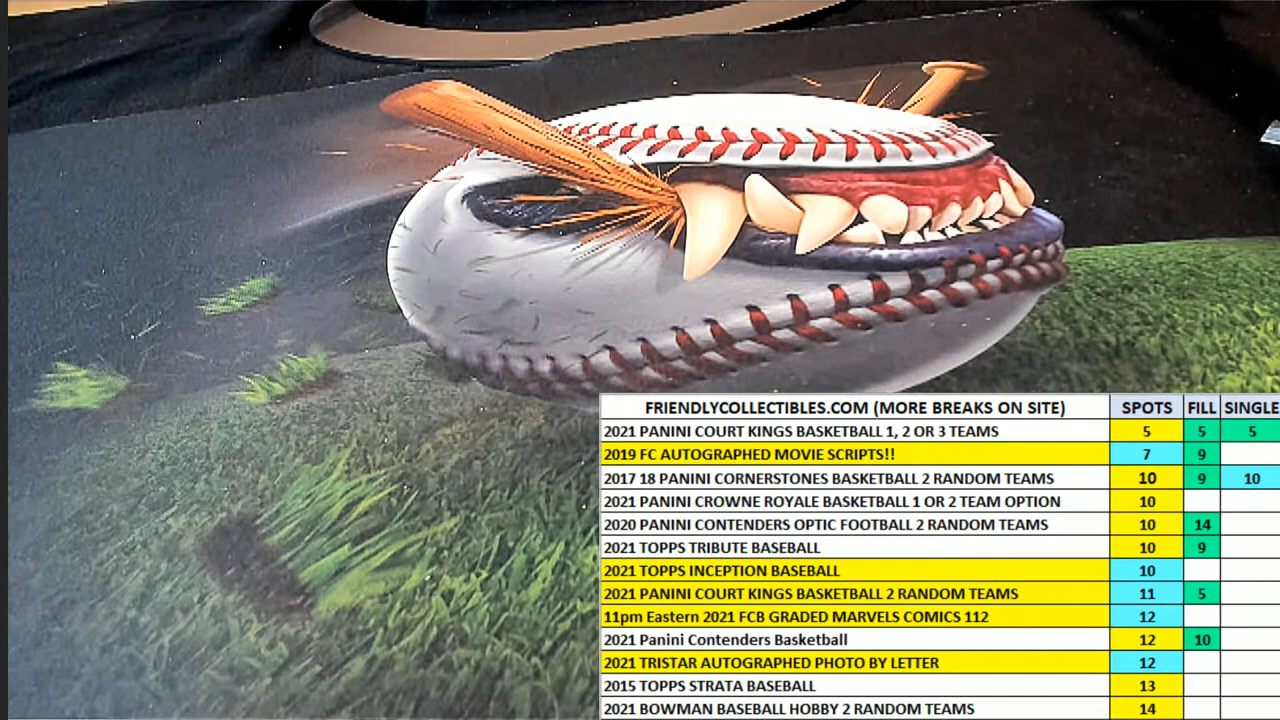 FRIENDLYCOLLECTIBLES.COM (MORE BREAKS ON SITE) SPOTS FILL SINGLE
2021 PANINI COURT KINGS BASKETBALL 1, 2 OR 3 TEAMS 5 5 5
2019 FC AUTOGRAPHED MOVIE SCRIPTS!! 7 9
2017 18 PANINI CORNERSTONES BASKETBALL 2 RANDOM TEAMS 10 9 10
2021 PANINI CROWNE ROYALE BASKETBALL 1 OR 2 TEAM OPTION 10
2020 PANINI CONTENDERS OPTIC FOOTBALL 2 RANDOM TEAMS 10 14
2021 TOPPS TRIBUTE BASEBALL 10 9
2021 TOPPS INCEPTION BASEBALL 10
2021 PANINI COURT KINGS BASKETBALL 2 RANDOM TEAMS 11 5
11pm Eastern 2021 FCB GRADED MARVELS COMICS 112 12
2021 Panini Contenders Basketball 12 10
2021 TRISTAR AUTOGRAPHED PHOTO BY LETTER 12
2015 TOPPS STRATA BASEBALL 13
2021 BOWMAN BASEBALL HOBBY 2 RANDOM TEAMS 14